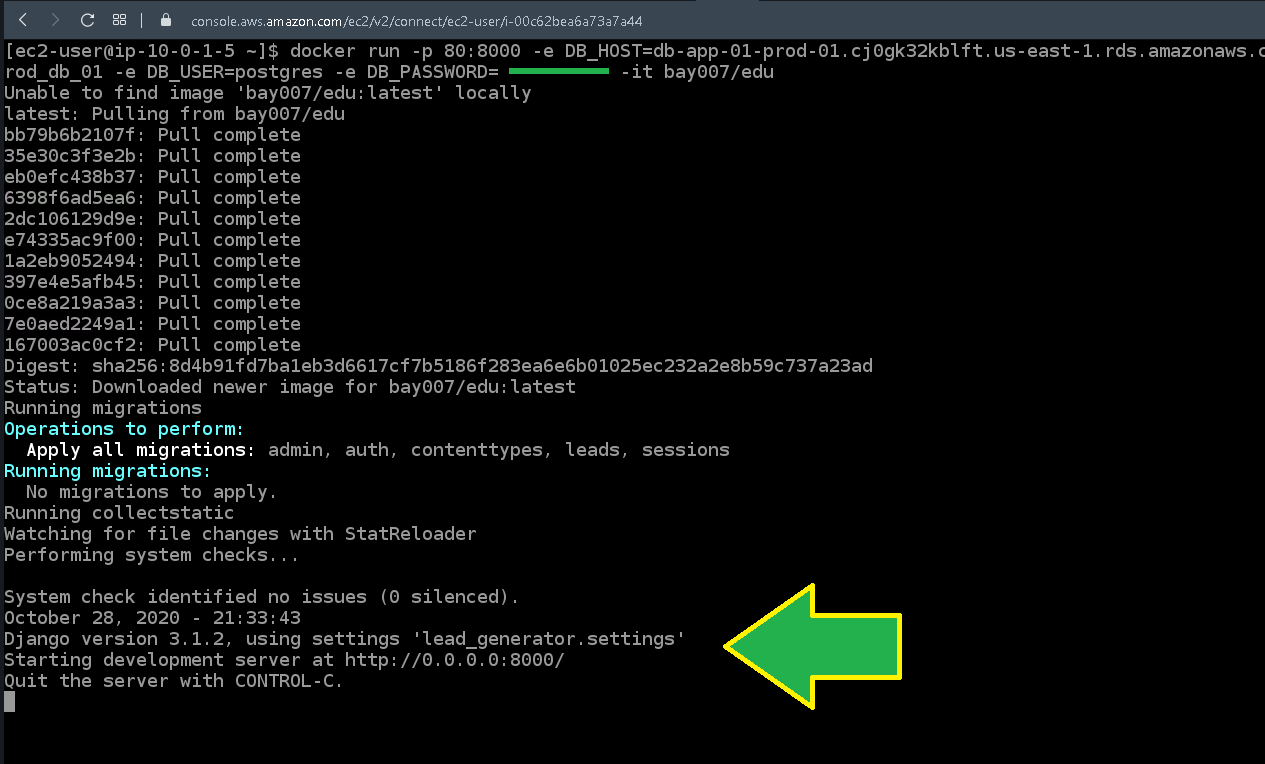 console.aws.amazon.com/ec2/v2/connect/ec2-user/i-00c62bea6a73a7a44
[ec2-user@ip-10-0-1-5 ~]$ docker run -p 80:8000 -e DB_HOST=db-app-01-prod-01.cj0gk32kblft.us-east-1.rds.amazonaws.c
rod_db_01 -e DB_USER=postgres -e DB_PASSWORD= -it bay007/edu
Unable to find image 'bay007/edu:latest' locally
latest: Pulling from bay007/edu
bb79b6b2107f: Pull complete
35e30c3f3e2b: Pull complete
eb0efc438b37: Pull complete
6398f6ad5ea6: Pull complete
2dc106129d9e: Pull complete
e74335ac9f00: Pull complete
1a2eb9052494: Pull complete
397e4e5afb45: Pull complete
0ce8a219a3a3: Pull complete
7e0aed2249a1: Pull complete
167003ac0cf2: Pull complete
Digest: sha256:8d4b91fd7ba1eb3d6617cf7b5186f283ea6e6b01025ec232a2e8b59c737a23ad
Status: Downloaded newer image for bay007/edu:latest
Running migrations
Operations to perform:
  Apply all migrations: admin, auth, contenttypes, leads, sessions
Running migrations:
  No migrations to apply.
Running collectstatic
Watching for file changes with StatReloader
Performing system checks...

System check identified no issues (0 silenced).
October 28, 2020 - 21:33:43
Django version 3.1.2, using settings 'lead_generator.settings'
Starting development server at http://0.0.0.0:8000/
Quit the server with CONTROL-C.